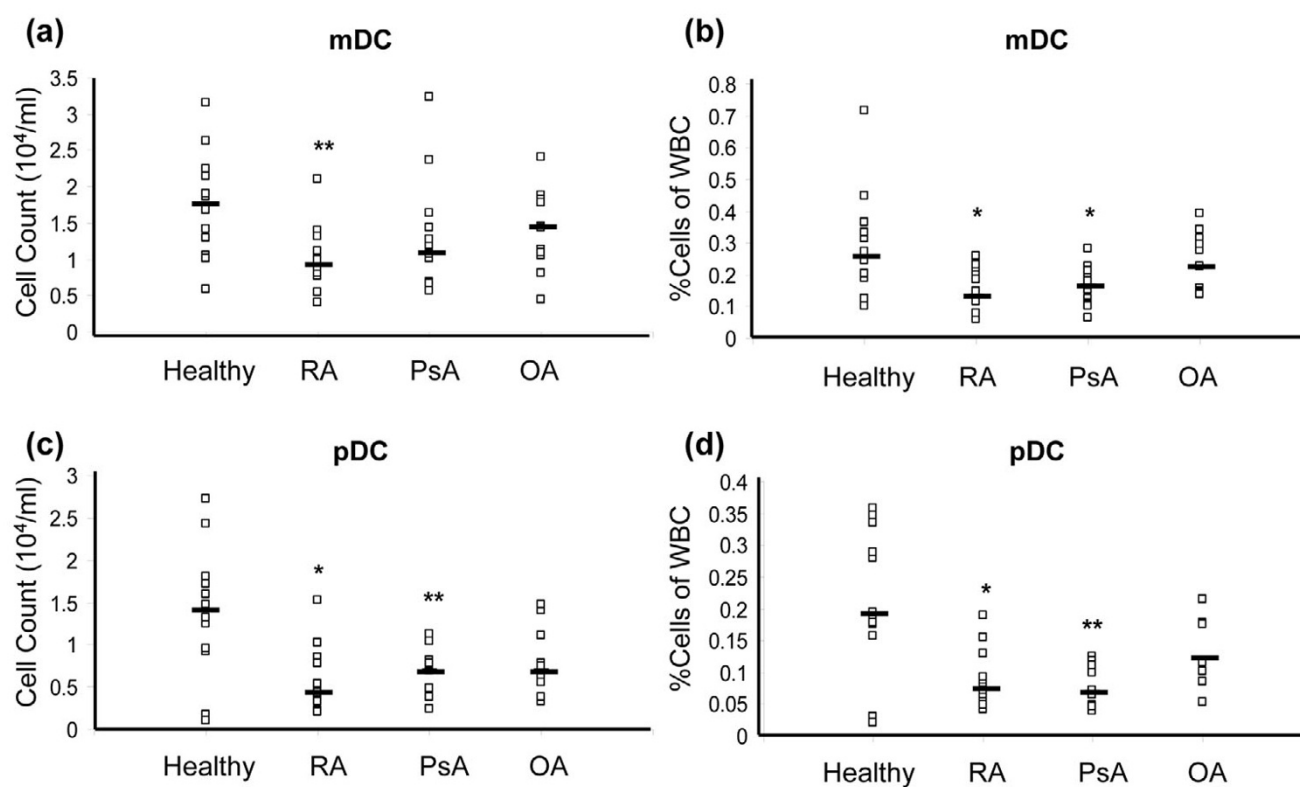 (a)
mDC
Cell Count (10⁴/ml)
3.5
3
2.5
2
1.5
1
0.5
0
**
Healthy RA PsA OA
(b)
mDC
%Cells of WBC
0.8
0.7
0.6
0.5
0.4
0.3
0.2
0.1
0
* *
Healthy RA PsA OA
(c)
pDC
Cell Count (10⁴/ml)
3
2.5
2
1.5
1
0.5
0
* **
Healthy RA PsA OA
(d)
pDC
%Cells of WBC
0.4
0.35
0.3
0.25
0.2
0.15
0.1
0.05
0
* **
Healthy RA PsA OA